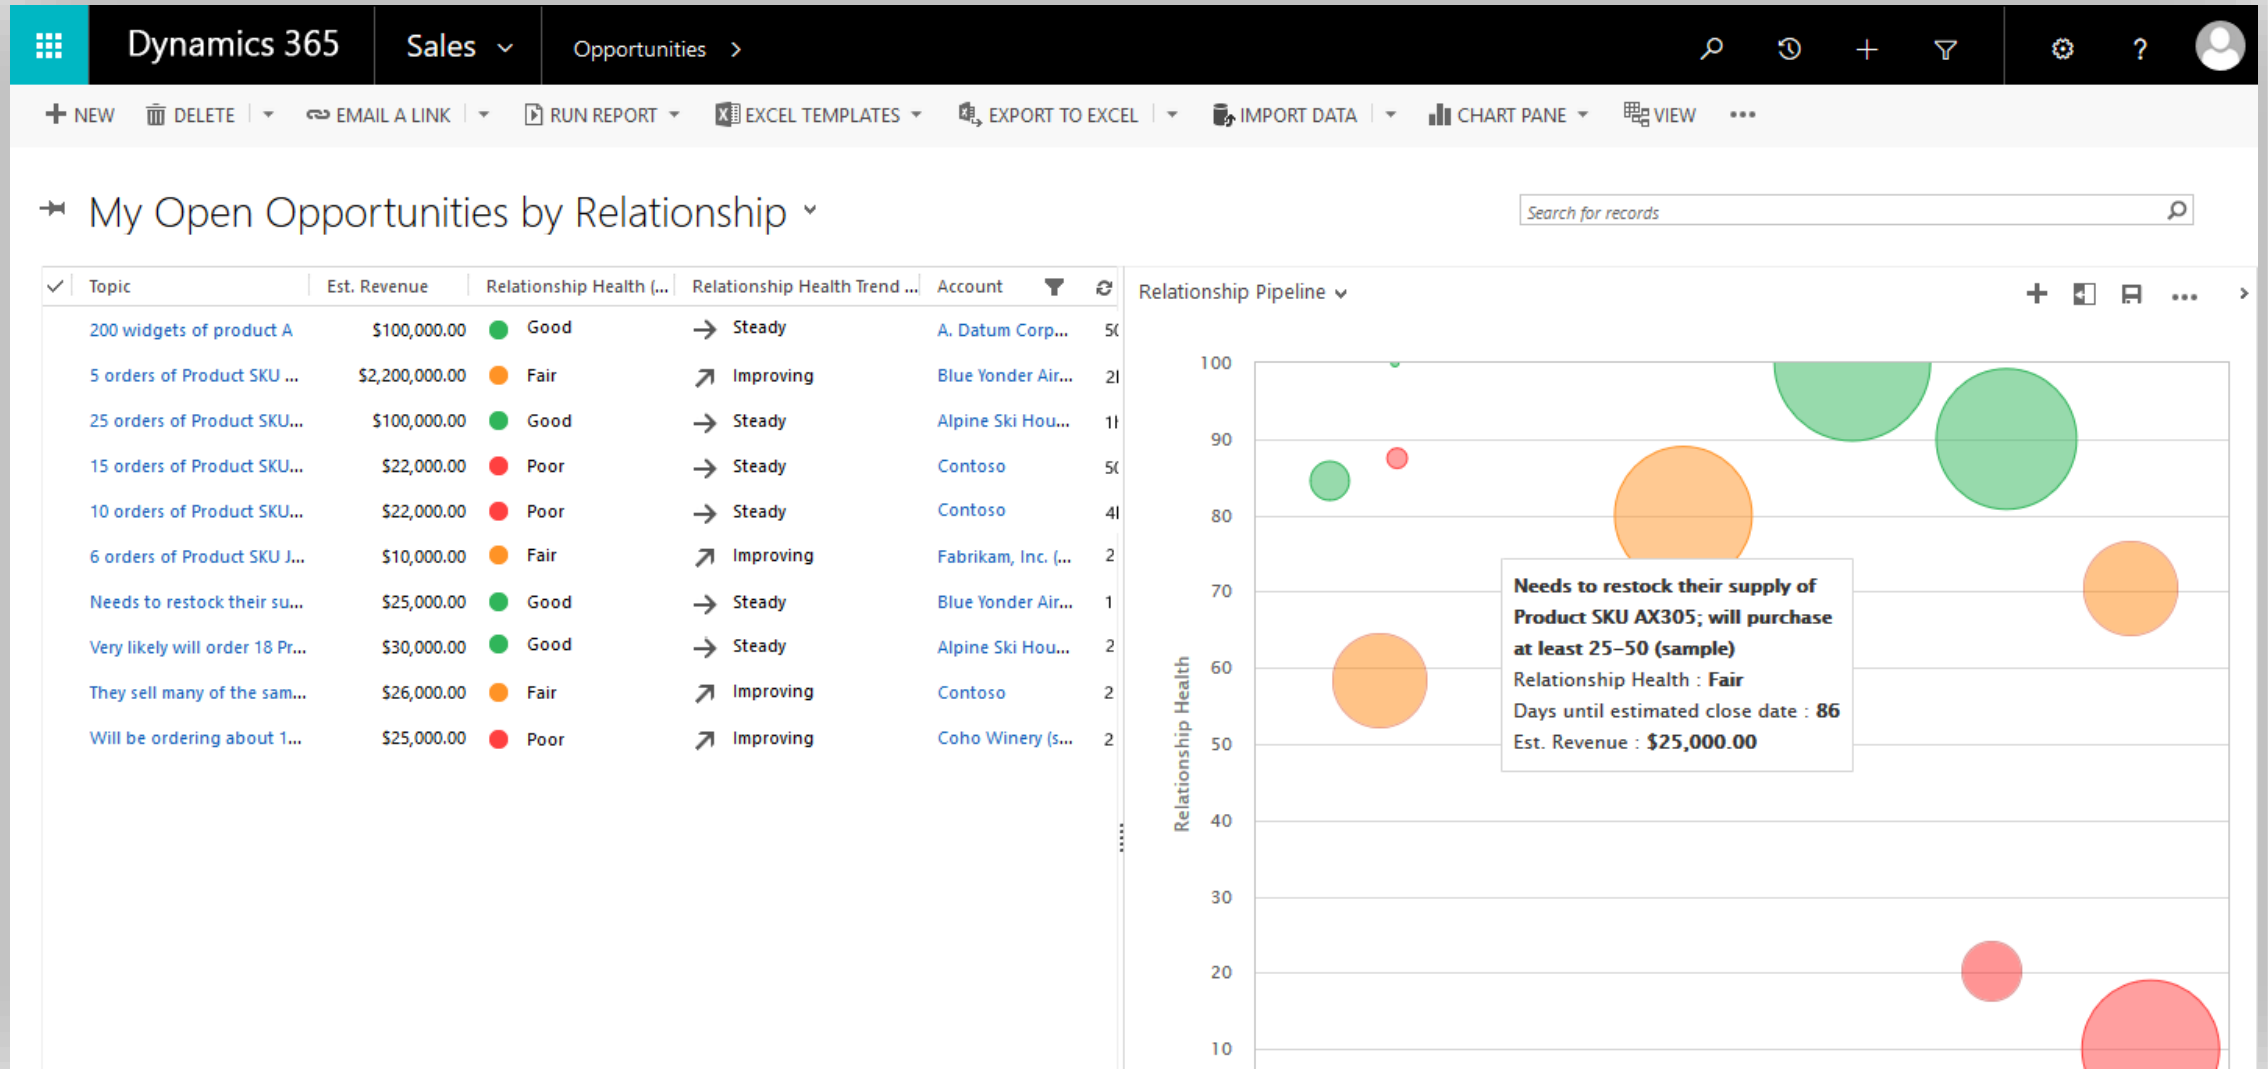 Dynamics 365 Sales Opportunities
NEW DELETE EMAIL A LINK RUN REPORT EXCEL TEMPLATES EXPORT TO EXCEL IMPORT DATA CHART PANE VIEW •••
My Open Opportunities by Relationship
Search for records
Topic Est. Revenue Relationship Health (... Relationship Health Trend ... Account
200 widgets of product A $100,000.00 Good Steady A. Datum Corp...
5 orders of Product SKU ... $2,200,000.00 Fair Improving Blue Yonder Air...
25 orders of Product SKU... $100,000.00 Good Steady Alpine Ski Hou...
15 orders of Product SKU... $22,000.00 Poor Steady Contoso
10 orders of Product SKU... $22,000.00 Poor Steady Contoso
6 orders of Product SKU J... $10,000.00 Fair Improving Fabrikam, Inc. (... 2
Needs to restock their su... $25,000.00 Good Steady Blue Yonder Air... 1
Very likely will order 18 Pr... $30,000.00 Good Steady Alpine Ski Hou... 2
They sell many of the sam... $26,000.00 Fair Improving Contoso 2
Will be ordering about 1... $25,000.00 Poor Improving Coho Winery (s... 2
Relationship Pipeline
100
90
80
70
60
50
40
30
20
10
Relationship Health
Needs to restock their supply of
Product SKU AX305; will purchase
at least 25–50 (sample)
Relationship Health : Fair
Days until estimated close date : 86
Est. Revenue : $25,000.00